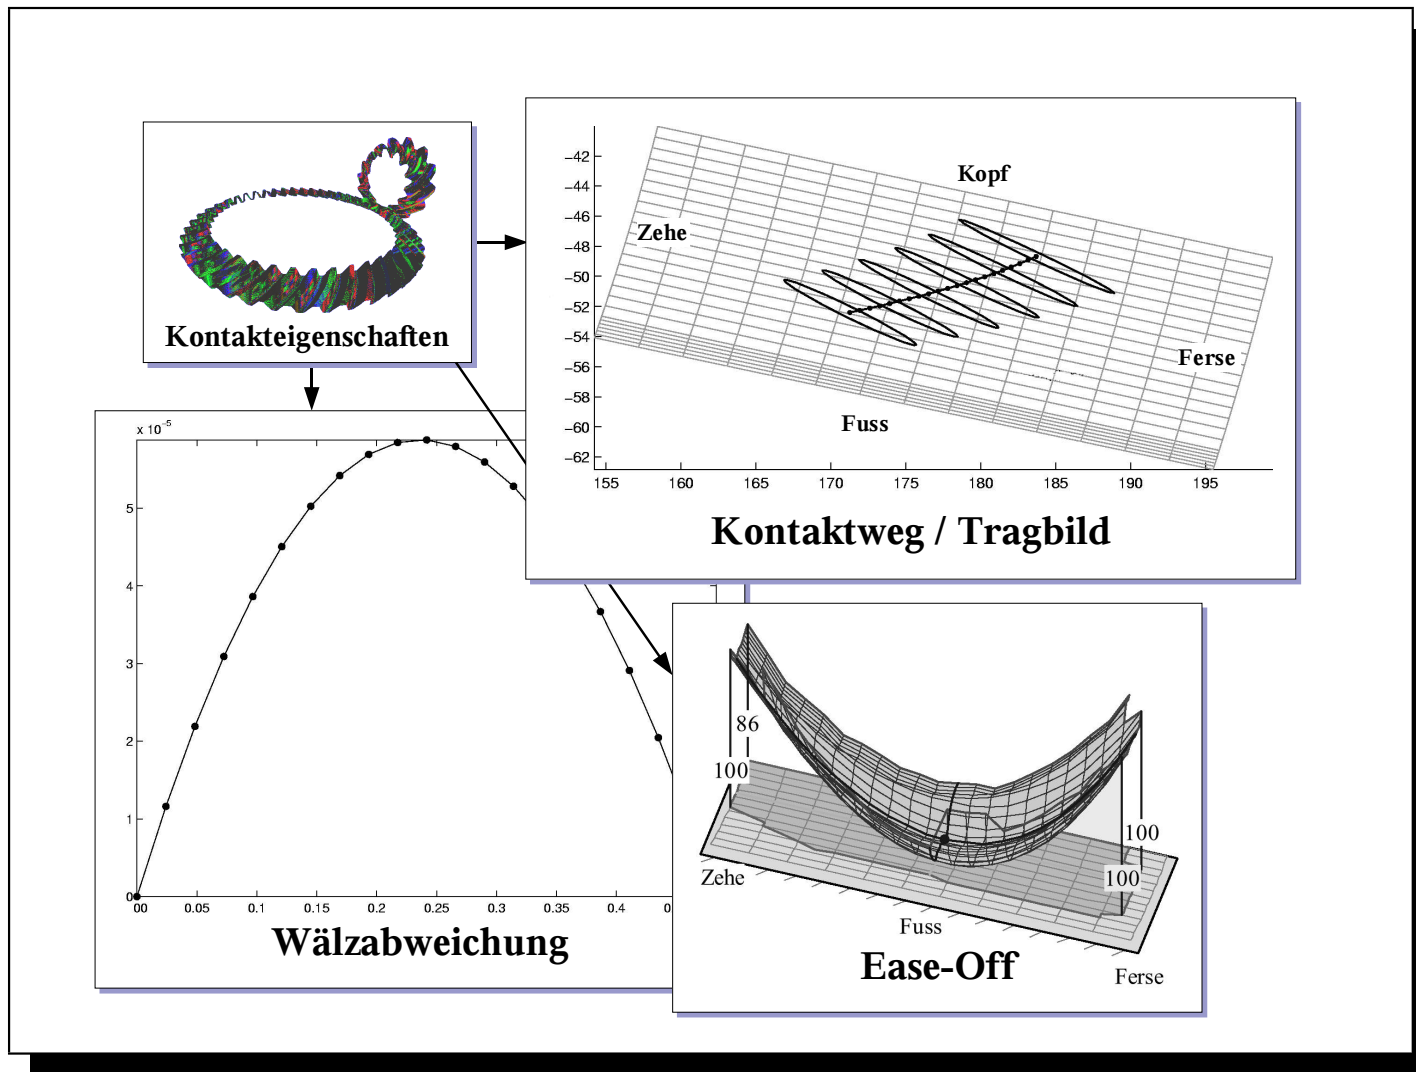 Kontakteigenschaften
-42
-44
-46
-48
-50
-52
-54
-56
-58
-60
-62
155 160 165 170 175 180 185 190 195
Kopf
Zehe
Ferse
Fuss
Kontaktweg / Tragbild
x 10⁻⁵
5
4
3
2
1
0
00 0.05 0.1 0.15 0.2 0.25 0.3 0.35 0.4
Wälzabweichung
86
100
100
100
Zehe
Fuss
Ferse
Ease-Off